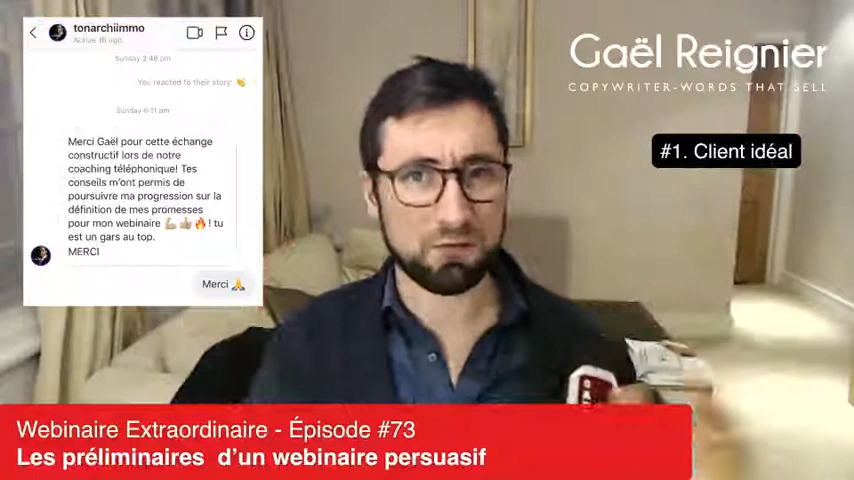 tonarchiimmo
Active 1h ago
Sunday 2:46 pm
You reacted to their story: 👏
Sunday 6:11 pm
Merci Gaël pour cette échange
constructif lors de notre
coaching téléphonique! Tes
conseils m'ont permis de
poursuivre ma progression sur la
définition de mes promesses
pour mon webinaire 💪🏼👍🏼🔥! tu
est un gars au top.
MERCI
Merci 🙏
Gaël Reignier
COPYWRITER-WORDS THAT SELL
#1. Client idéal
Webinaire Extraordinaire - Épisode #73
Les préliminaires d'un webinaire persuasif